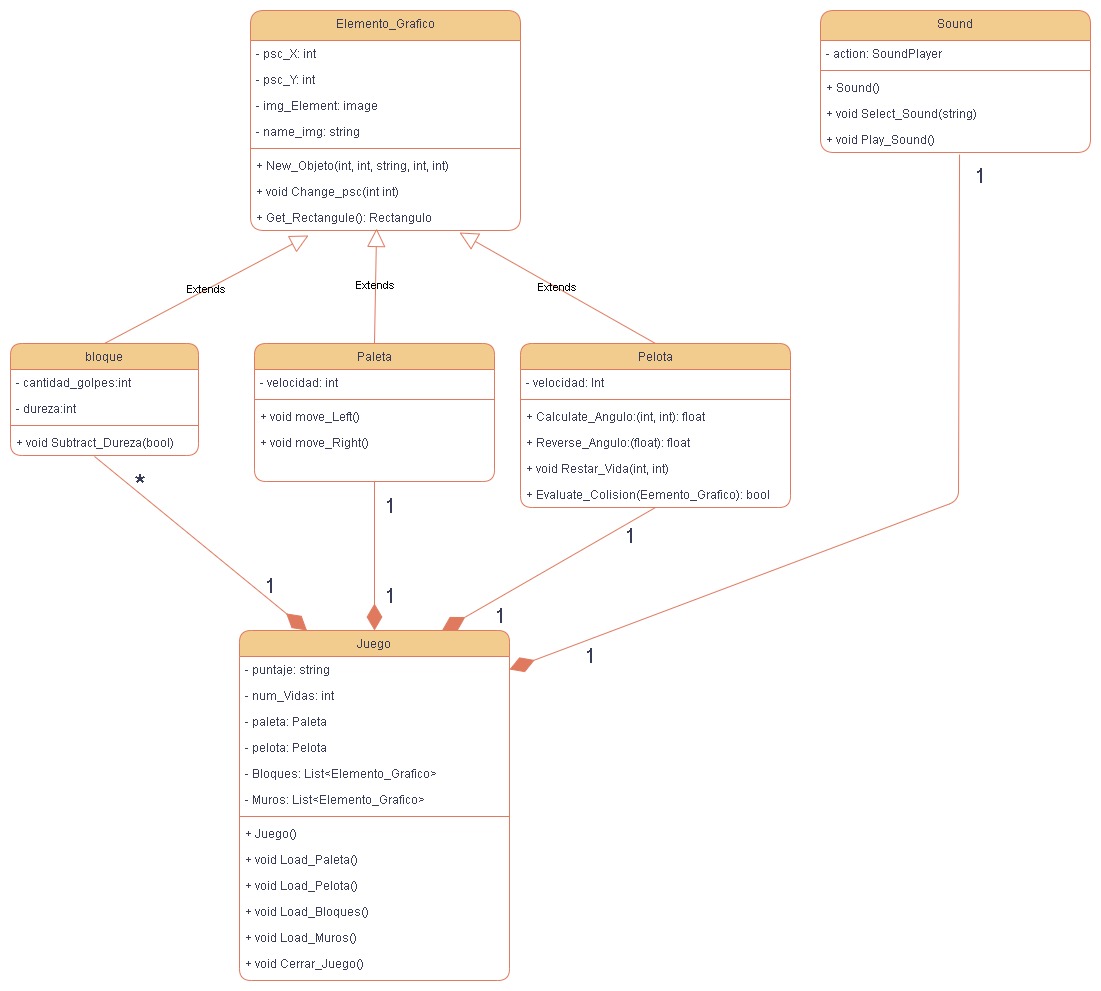 Elemento_Grafico
- psc_X: int
- psc_Y: int
- img_Element: image
- name_img: string
+ New_Objeto(int, int, string, int, int)
+ void Change_psc(int int)
+ Get_Rectangule(): Rectangulo
Sound
- action: SoundPlayer
+ Sound()
+ void Select_Sound(string)
+ void Play_Sound()
1
Extends
Extends
Extends
bloque
- cantidad_golpes:int
- dureza:int
+ void Subtract_Dureza(bool)
Paleta
- velocidad: int
+ void move_Left()
+ void move_Right()
Pelota
- velocidad: Int
+ Calculate_Angulo:(int, int): float
+ Reverse_Angulo:(float): float
+ void Restar_Vida(int, int)
+ Evaluate_Colision(Eemento_Grafico): bool
*
1
1
1
1
1
1
Juego
- puntaje: string
- num_Vidas: int
- paleta: Paleta
- pelota: Pelota
- Bloques: List<Elemento_Grafico>
- Muros: List<Elemento_Grafico>
+ Juego()
+ void Load_Paleta()
+ void Load_Pelota()
+ void Load_Bloques()
+ void Load_Muros()
+ void Cerrar_Juego()